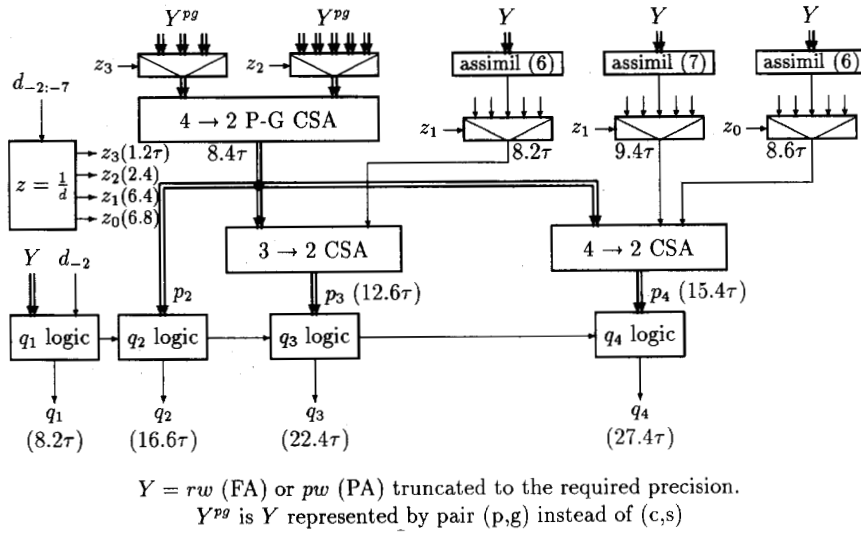 Y^{pg} Y^{pg} Y Y Y
z_3 z_2 assimil (6) assimil (7) assimil (6)
d_{-2:-7}
4 → 2 P-G CSA z_1 z_1 z_0
8.4τ 8.2τ 9.4τ 8.6τ
z = \frac{1}{d}
z_3(1.2τ)
z_2(2.4)
z_1(6.4)
z_0(6.8)
3 → 2 CSA 4 → 2 CSA
Y d_{-2} p_2 p_3 (12.6τ) p_4 (15.4τ)
q_1 logic q_2 logic q_3 logic q_4 logic
q_1 q_2 q_3 q_4
(8.2τ) (16.6τ) (22.4τ) (27.4τ)
Y = rw (FA) or pw (PA) truncated to the required precision.
Y^{pg} is Y represented by pair (p,g) instead of (c,s)